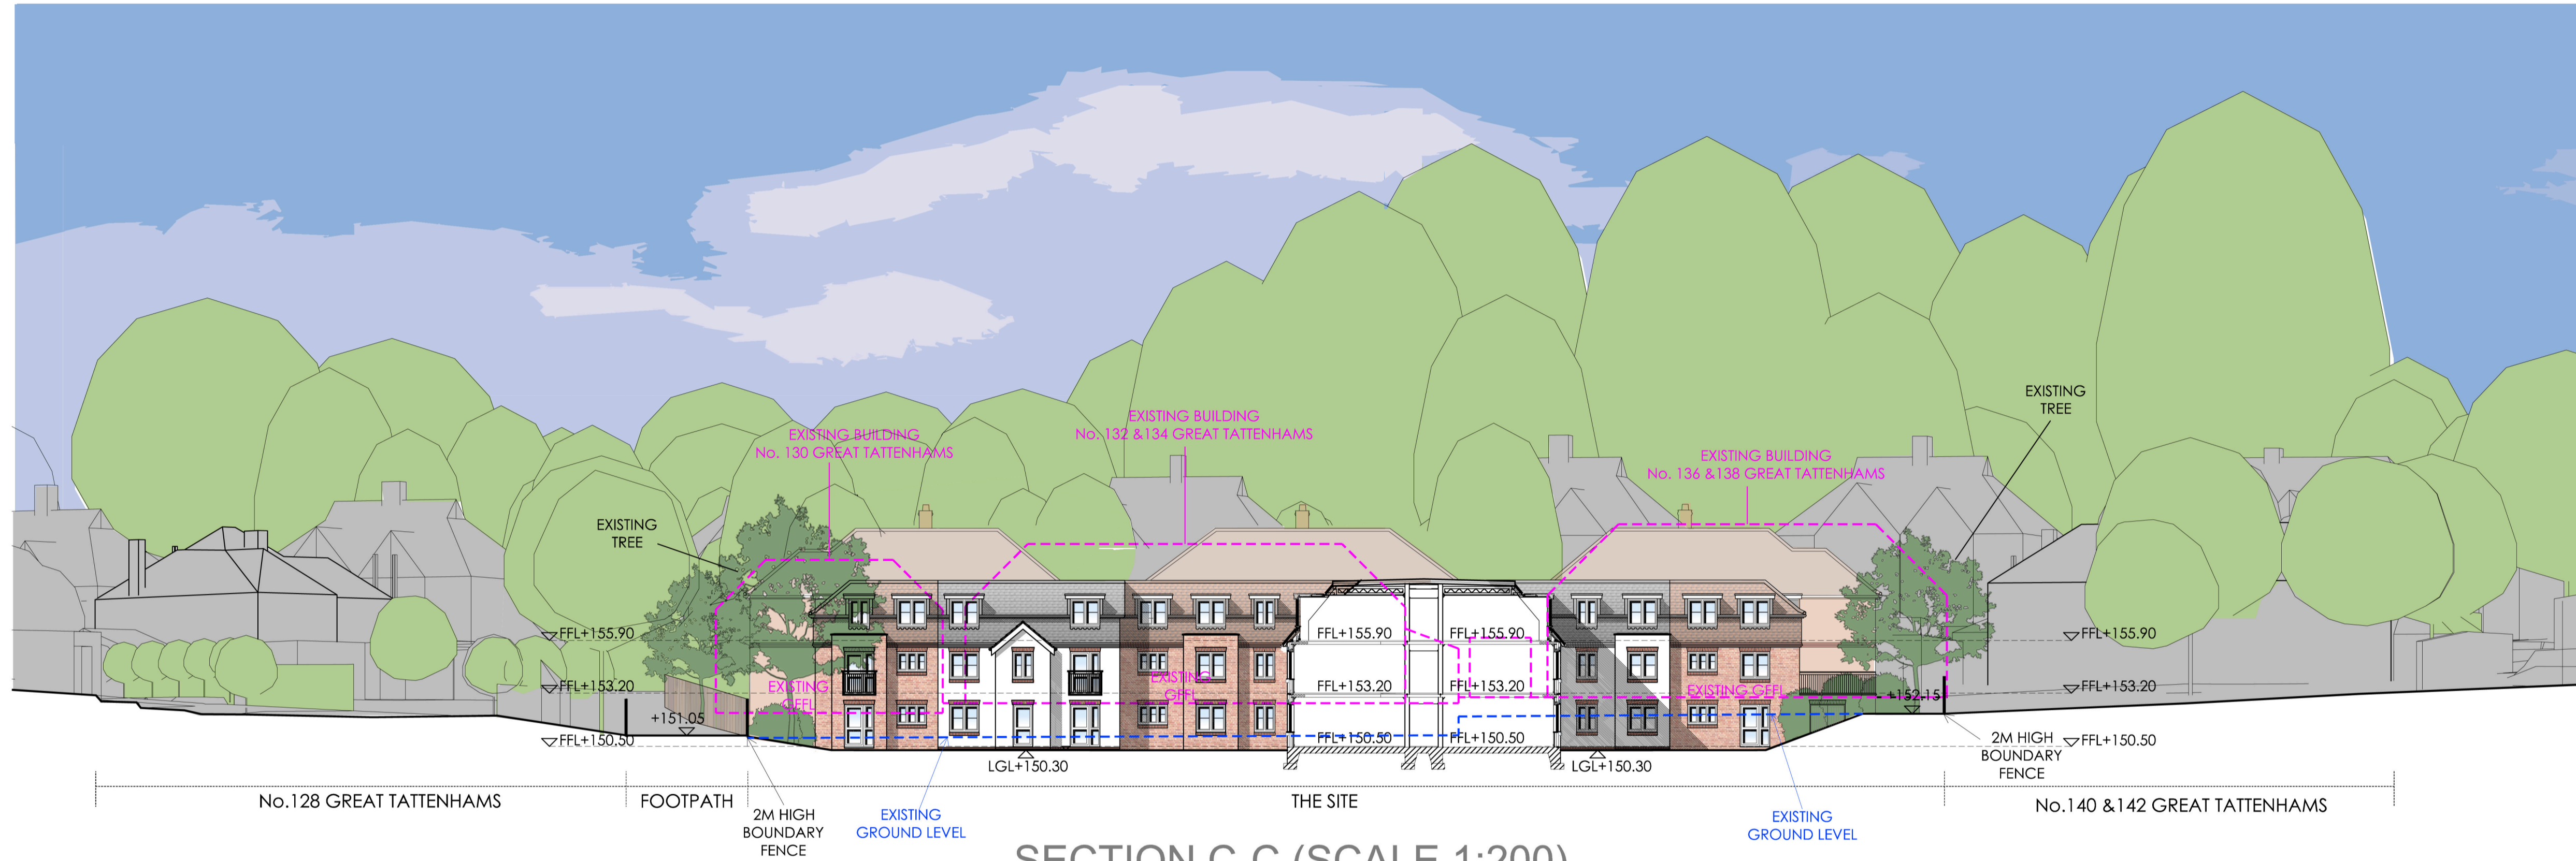 EXISTING
TREE
EXISTING BUILDING
No. 132 &134 GREAT TATTENHAMS
EXISTING BUILDING
No. 130 GREAT TATTENHAMS
EXISTING BUILDING
No. 136 &138 GREAT TATTENHAMS
EXISTING
TREE
FFL+155.90
FFL+155.90
FFL+155.90
FFL+155.90
FFL+153.20
EXISTING
GFFL
EXISTING
GFFL
FFL+153.20
FFL+153.20
EXISTING GFFL
+152.15
FFL+153.20
+151.05
FFL+150.50
FFL+150.50
FFL+150.50
FFL+150.50
2M HIGH
BOUNDARY
FENCE
LGL+150.30
LGL+150.30
No.128 GREAT TATTENHAMS
FOOTPATH
THE SITE
No.140 &142 GREAT TATTENHAMS
2M HIGH
BOUNDARY
FENCE
EXISTING
GROUND LEVEL
EXISTING
GROUND LEVEL
SECTION C-C (SCALE 1:200)